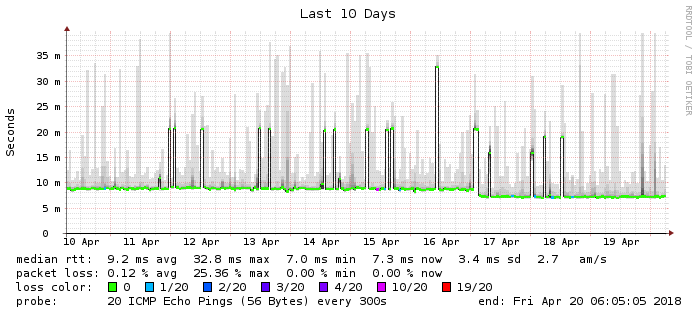 Last 10 Days
RRDTOOL / TOBI OETIKER
Seconds
35 m
30 m
25 m
20 m
15 m
10 m
5 m
0
10 Apr 11 Apr 12 Apr 13 Apr 14 Apr 15 Apr 16 Apr 17 Apr 18 Apr 19 Apr
median rtt: 9.2 ms avg 32.8 ms max 7.0 ms min 7.3 ms now 3.4 ms sd 2.7 am/s
packet loss: 0.12 % avg 25.36 % max 0.00 % min 0.00 % now
loss color: 0 1/20 2/20 3/20 4/20 10/20 19/20
probe: 20 ICMP Echo Pings (56 Bytes) every 300s end: Fri Apr 20 06:05:05 2018